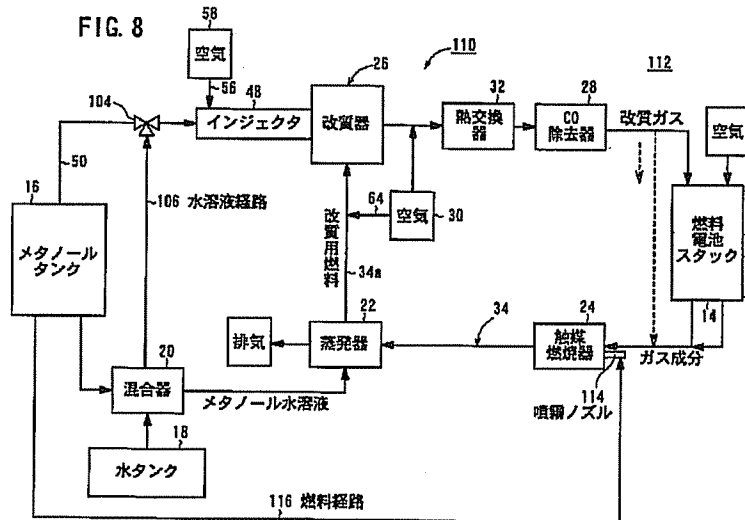 FIG. 8
58
空気
56
110
112
26
104
48
インジェクタ
改質器
32
熱交換
器
28
CO
除去器
改質ガス
空気
50
16
メタノール
タンク
106 水溶液経路
改質用燃料
64
空気
30
34a
燃料
電池
スタック
14
22
蒸発器
排気
34
24
触媒
燃焼器
ガス成分
114
噴霧ノズル
20
混合器
メタノール水溶液
18
水タンク
116 燃料経路